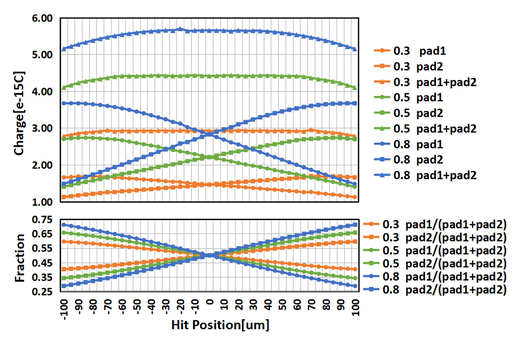 6.00
5.00
4.00
3.00
2.00
1.00
Charge[e-15C]
0.3 pad1
0.3 pad2
0.3 pad1+pad2
0.5 pad1
0.5 pad2
0.5 pad1+pad2
0.8 pad1
0.8 pad2
0.8 pad1+pad2
0.75
0.65
0.55
0.45
0.35
0.25
Fraction
0.3 pad1/(pad1+pad2)
0.3 pad2/(pad1+pad2)
0.5 pad1/(pad1+pad2)
0.5 pad2/(pad1+pad2)
0.8 pad1/(pad1+pad2)
0.8 pad2/(pad1+pad2)
-100 -90 -80 -70 -60 -50 -40 -30 -20 -10 0 10 20 30 40 50 60 70 80 90 100
Hit Position[um]